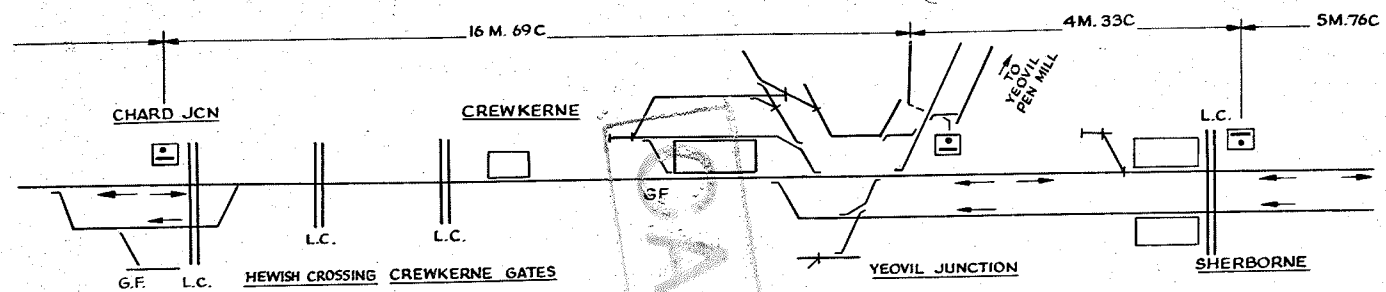 16 M. 69C
4M. 33C
5M.76C
TO
YEOVIL
PEN MILL
CHARD JCN
CREWKERNE
L.C.
G.F
L.C.
L.C.
G.F.
L.C.
HEWISH CROSSING
CREWKERNE GATES
YEOVIL JUNCTION
SHERBORNE